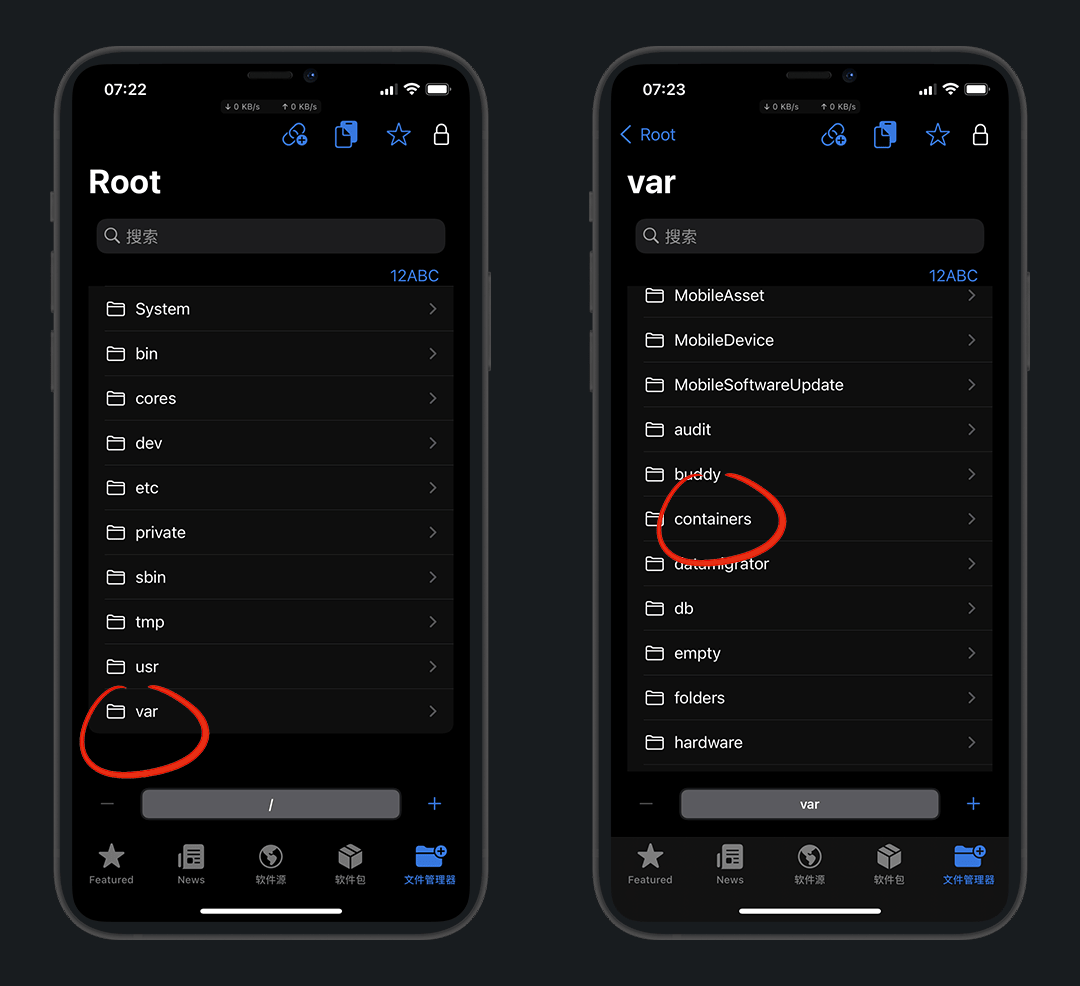 07:22
↓ 0 KB/s ↑ 0 KB/s
Root
搜索
12ABC
System
bin
cores
dev
etc
private
sbin
tmp
usr
var
/
Featured
News
软件源
软件包
文件管理器
07:23
↓ 0 KB/s ↑ 0 KB/s
Root
var
搜索
12ABC
MobileAsset
MobileDevice
MobileSoftwareUpdate
audit
buddy
containers
datamigrator
db
empty
folders
hardware
var
Featured
News
软件源
软件包
文件管理器